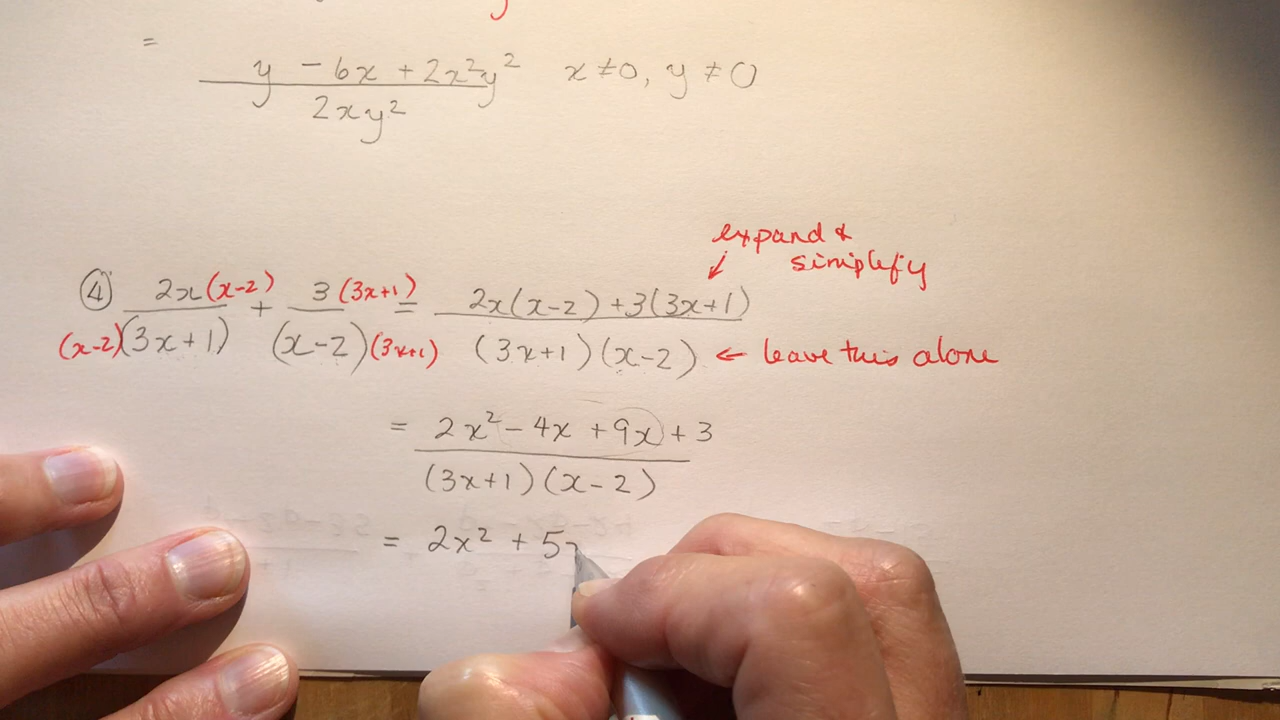 =
y - 6x + 2x²y² x ≠ 0, y ≠ 0
2xy²
expand &
simplify
④ 2x(x-2) + 3(3x+1) = 2x(x-2) + 3(3x+1)
(x-2)(3x+1) (x-2)(3x+1) (3x+1)(x-2) ← leave this alone
= 2x² - 4x + 9x + 3
(3x+1)(x-2)
= 2x² + 5